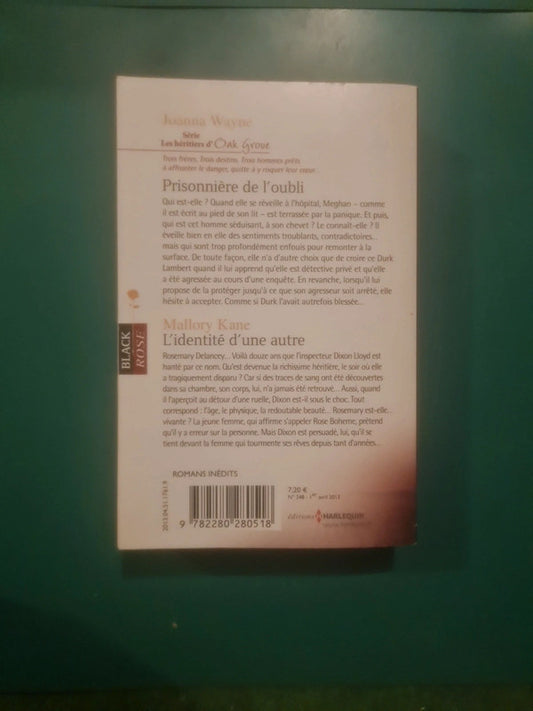 Joanna Wayne
Série
Les héritiers d'Oak Grove
Trois frères, Trois destins, Trois hommes prêts
à affronter le danger, quitte à y risquer leur cœur
Prisonnière de l'oubli
Qui est-elle ? Quand elle se réveille à l'hôpital, Meghan – comme
il est écrit au pied de son lit – est terrassée par la panique. Et puis,
qui est cet homme séduisant, à son chevet ? Le connaît-elle ? Il
éveille bien en elle des sentiments troublants, contradictoires...
mais qui sont trop profondément enfouis pour remonter à la
surface. De toute façon, elle n'a d'autre choix que de croire ce Durk
Lambert quand il lui apprend qu'elle est détective privé et qu'elle
a été agressée au cours d'une enquête. En revanche, lorsqu'il lui
propose de la protéger jusqu'à ce que son agresseur soit arrêté, elle
hésite à accepter. Comme si Durk l'avait autrefois blessée...
Mallory Kane
L'identité d'une autre
Rosemary Delancey... Voilà douze ans que l'inspecteur Dixon Lloyd est
hanté par ce nom. Qu'est devenue la richissime héritière, le soir où elle
a tragiquement disparu ? Car si des traces de sang ont été découvertes
dans sa chambre, son corps, lui, n'a jamais été retrouvé... Aussi, quand
il l'aperçoit au détour d'une ruelle, Dixon est-il sous le choc. Tout
correspond : l'âge, le physique, la redoutable beauté... Rosemary est-elle...
vivante ? La jeune femme, qui affirme s'appeler Rose Boheme, prétend
qu'il y a erreur sur la personne. Mais Dixon est persuadé, lui, qu'il se
tient devant la femme qui tourmente ses rêves depuis tant d'années...
BLACK
ROSE
ROMANS INÉDITS
2013.04.51.1761.9
9 782280 280518
7,20 €
N° 248 - 1er avril 2013
éditions HARLEQUIN